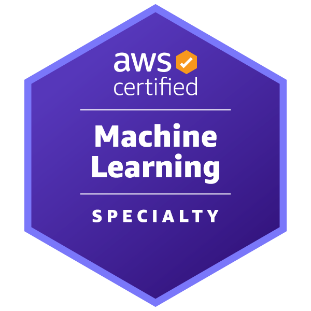 aws
certified
Machine
Learning
SPECIALTY